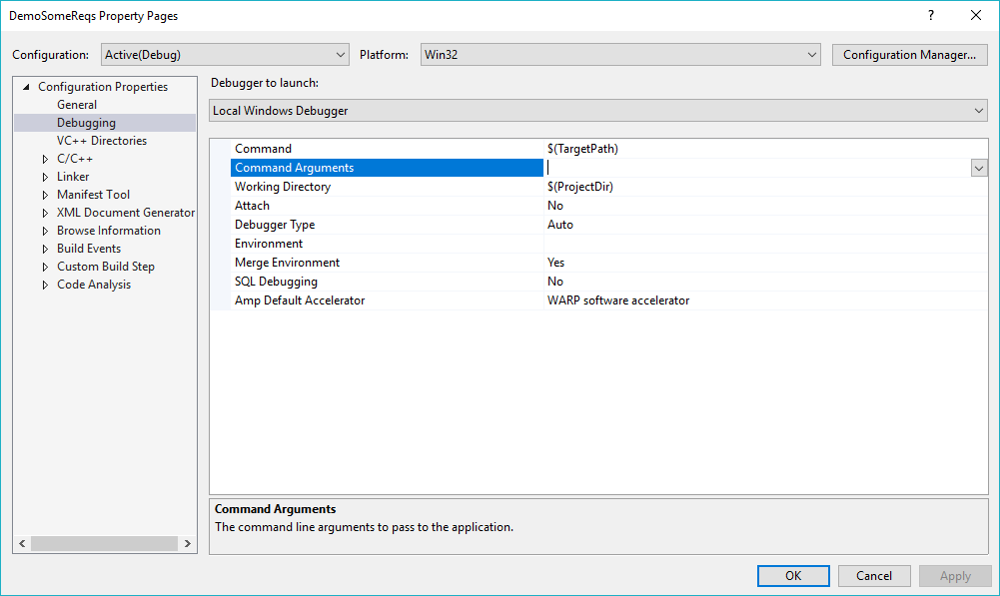 DemoSomeReqs Property Pages
?
Configuration: Active(Debug) Platform: Win32 Configuration Manager...
Configuration Properties
General
Debugging
VC++ Directories
C/C++
Linker
Manifest Tool
XML Document Generator
Browse Information
Build Events
Custom Build Step
Code Analysis
Debugger to launch:
Local Windows Debugger
Command $(TargetPath)
Command Arguments
Working Directory $(ProjectDir)
Attach No
Debugger Type Auto
Environment
Merge Environment Yes
SQL Debugging No
Amp Default Accelerator WARP software accelerator
Command Arguments
The command line arguments to pass to the application.
OK Cancel Apply